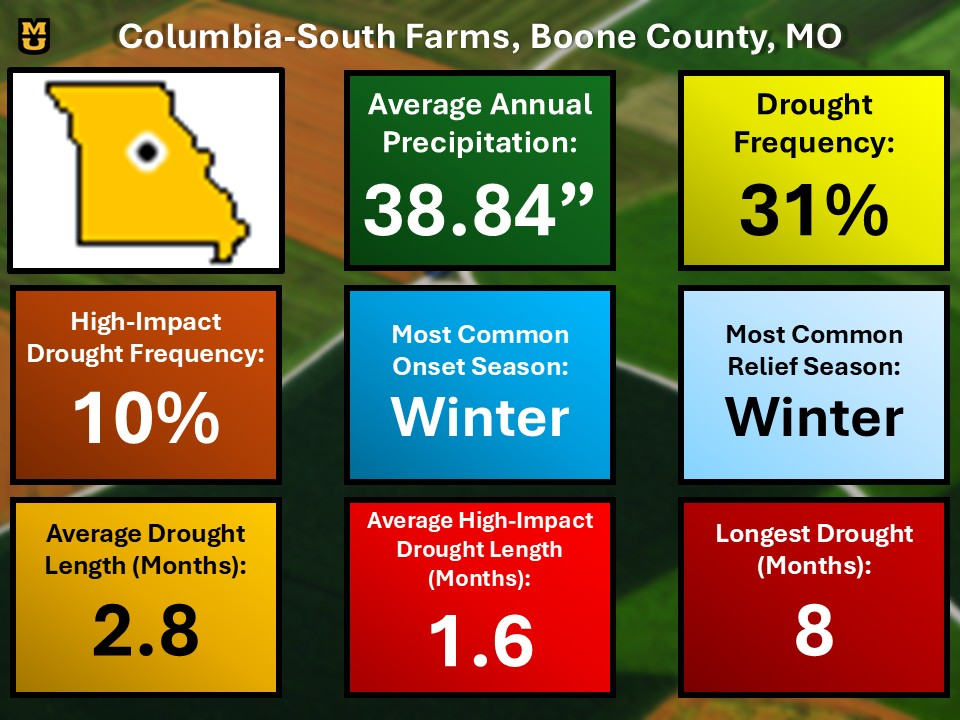 MU
Columbia-South Farms, Boone County, MO
Average Annual
Precipitation:
38.84”
Drought
Frequency:
31%
High-Impact
Drought Frequency:
10%
Most Common
Onset Season:
Winter
Most Common
Relief Season:
Winter
Average Drought
Length (Months):
2.8
Average High-Impact
Drought Length
(Months):
1.6
Longest Drought
(Months):
8